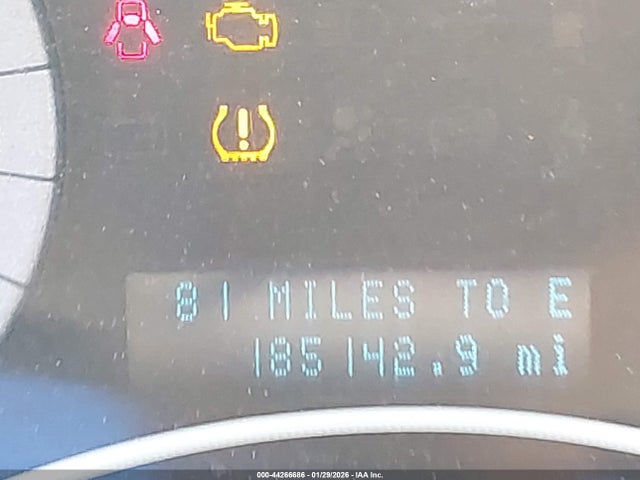 81 MILES TO E
185142.9 mi
000-44266686 - 01/29/2026 - IAA Inc.